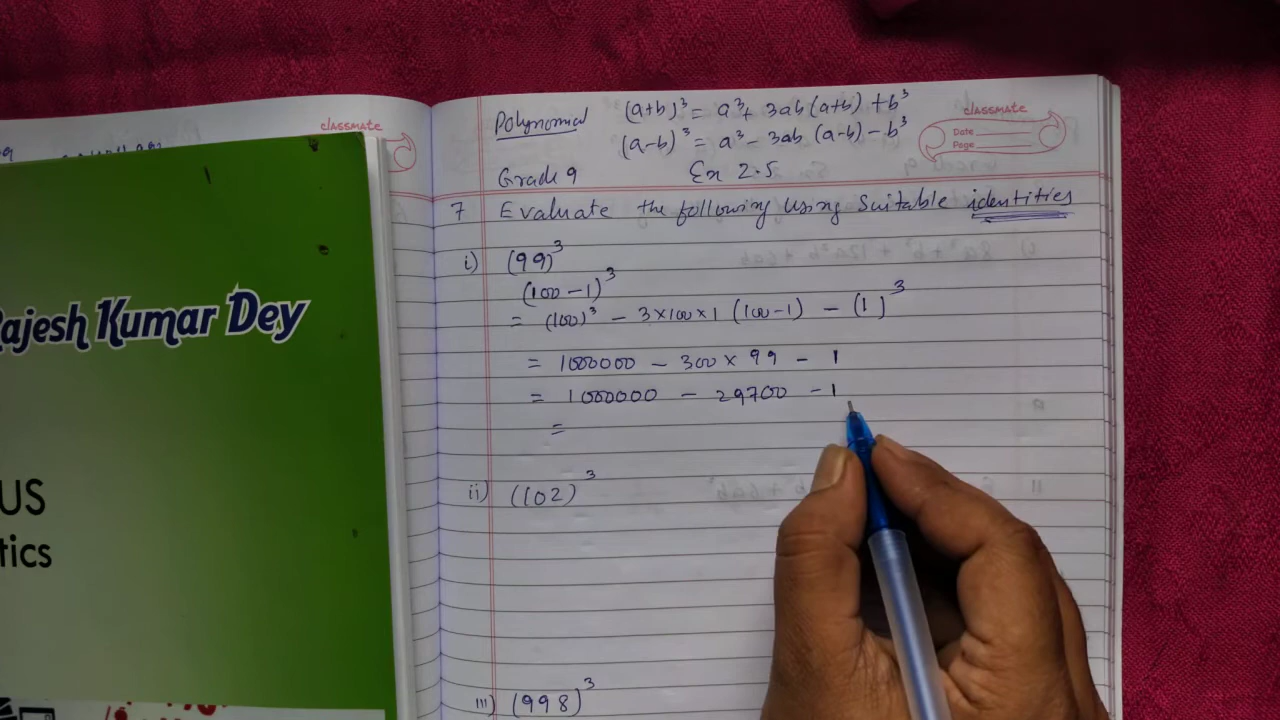 Rajesh Kumar Dey
US
tics
classmate
classmate
Date
Page
Polynomial (a+b)³ = a³ + 3ab (a+b) + b³
(a-b)³ = a³ - 3ab (a-b) - b³
Grade 9 Ex 2.5
7 Evaluate the following using Suitable identities
i) (99)³
(100 - 1)³
= (100)³ - 3×100×1 (100-1) - (1)³
= 1000000 - 300 × 99 - 1
= 1000000 - 29700 - 1
=
ii) (102)³
iii) (998)³